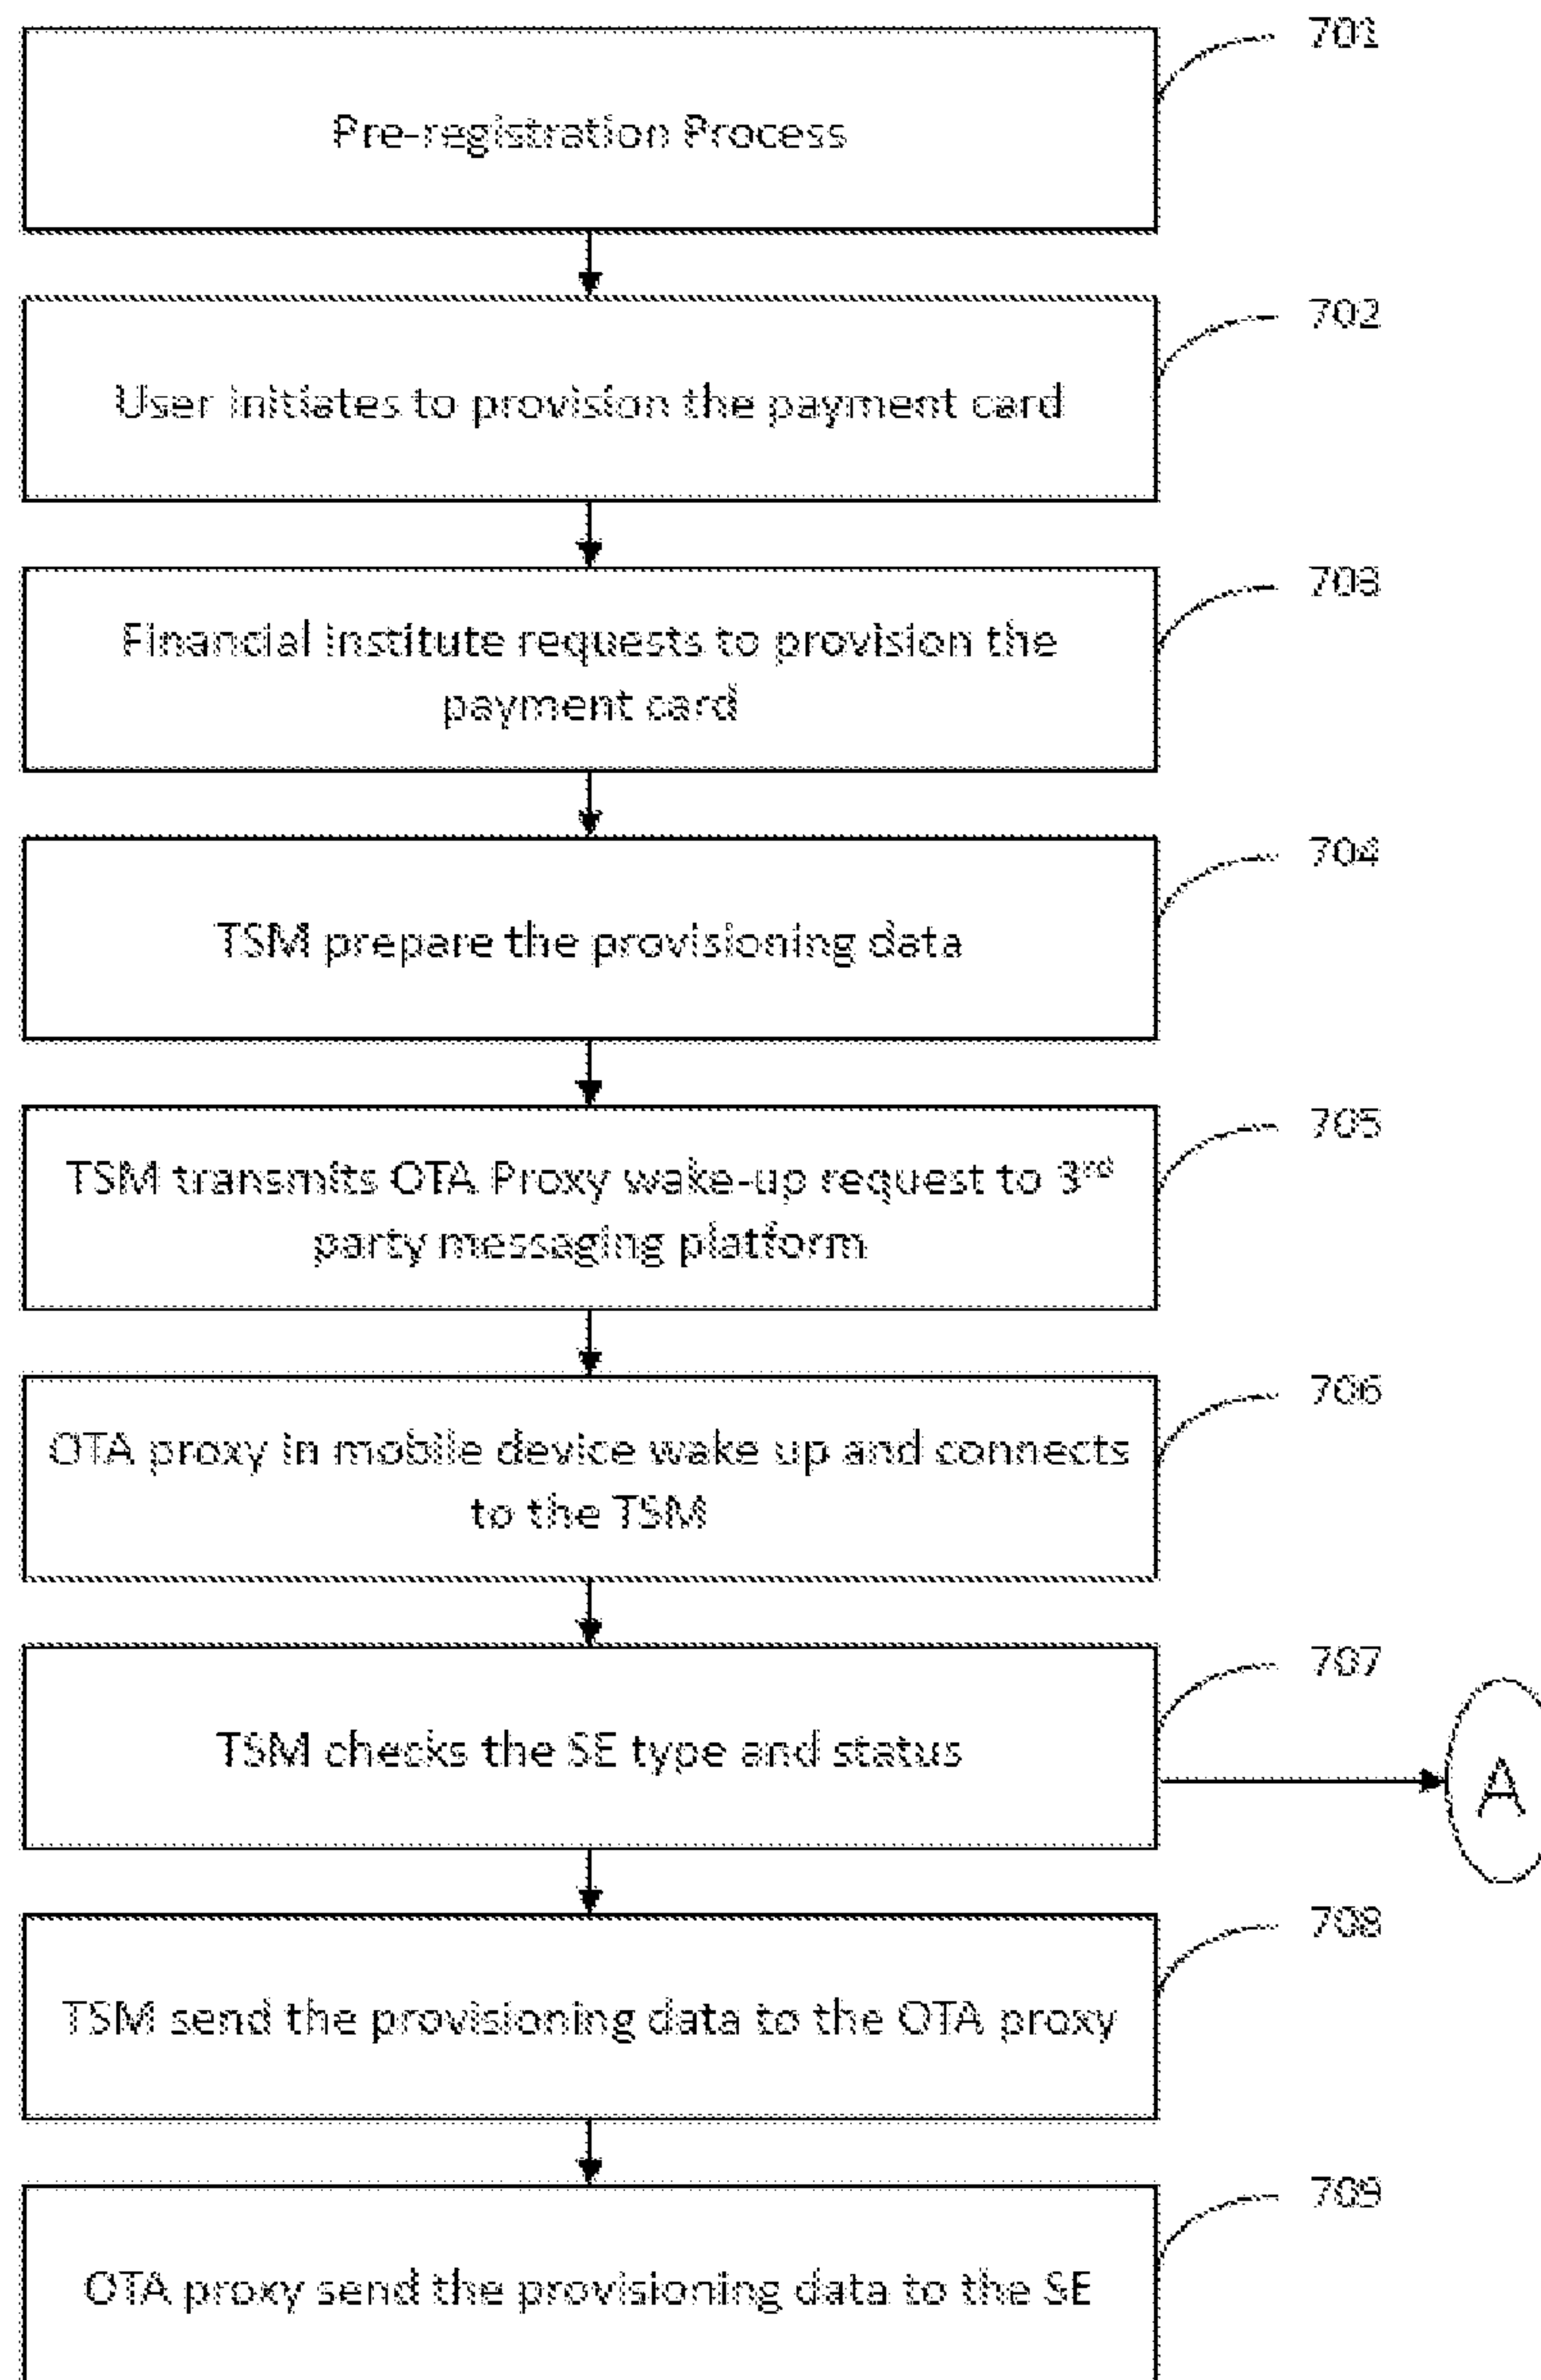 701
Pre-registration Process
702
User initiates to provision the payment card
703
Financial institute requests to provision the
payment card
704
TSM prepare the provisioning data
705
TSM transmits OTA Proxy wake-up request to 3rd
party messaging platform
706
OTA proxy in mobile device wake up and connects
to the TSM
707
TSM checks the SE type and status
A
708
TSM send the provisioning data to the OTA proxy
709
OTA proxy send the provisioning data to the SE